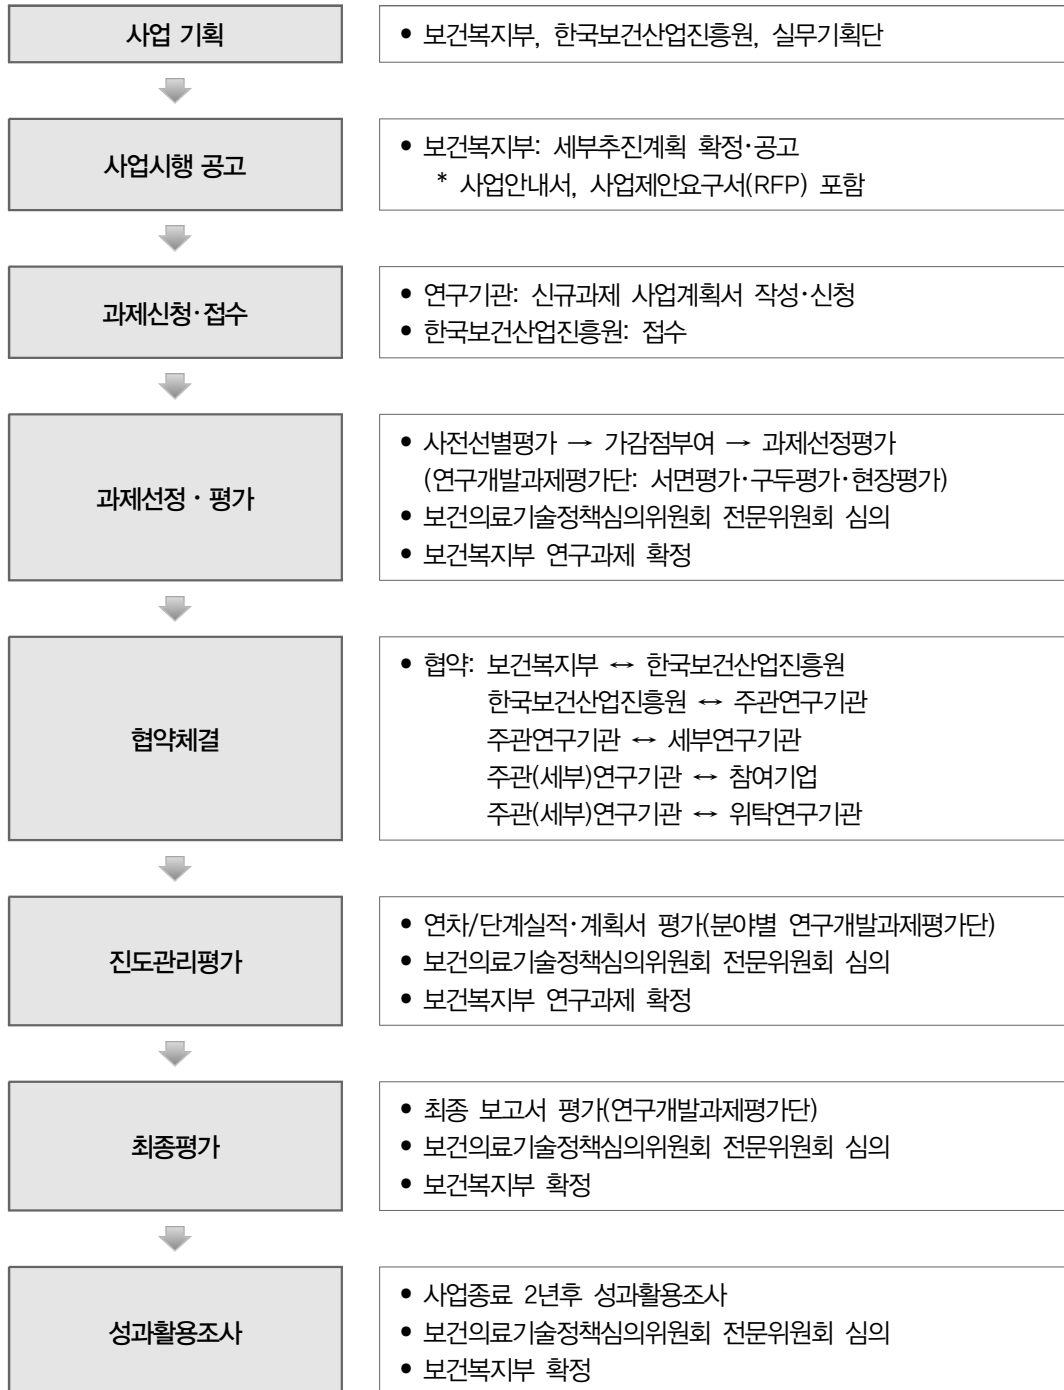 사업 기획
• 보건복지부, 한국보건산업진흥원, 실무기획단
사업시행 공고
• 보건복지부: 세부추진계획 확정·공고
* 사업안내서, 사업제안요구서(RFP) 포함
과제신청·접수
• 연구기관: 신규과제 사업계획서 작성·신청
• 한국보건산업진흥원: 접수
과제선정 · 평가
• 사전선별평가 → 가감점부여 → 과제선정평가
(연구개발과제평가단: 서면평가·구두평가·현장평가)
• 보건의료기술정책심의위원회 전문위원회 심의
• 보건복지부 연구과제 확정
협약체결
• 협약: 보건복지부 ↔ 한국보건산업진흥원
한국보건산업진흥원 ↔ 주관연구기관
주관연구기관 ↔ 세부연구기관
주관(세부)연구기관 ↔ 참여기업
주관(세부)연구기관 ↔ 위탁연구기관
진도관리평가
• 연차/단계실적·계획서 평가(분야별 연구개발과제평가단)
• 보건의료기술정책심의위원회 전문위원회 심의
• 보건복지부 연구과제 확정
최종평가
• 최종 보고서 평가(연구개발과제평가단)
• 보건의료기술정책심의위원회 전문위원회 심의
• 보건복지부 확정
성과활용조사
• 사업종료 2년후 성과활용조사
• 보건의료기술정책심의위원회 전문위원회 심의
• 보건복지부 확정